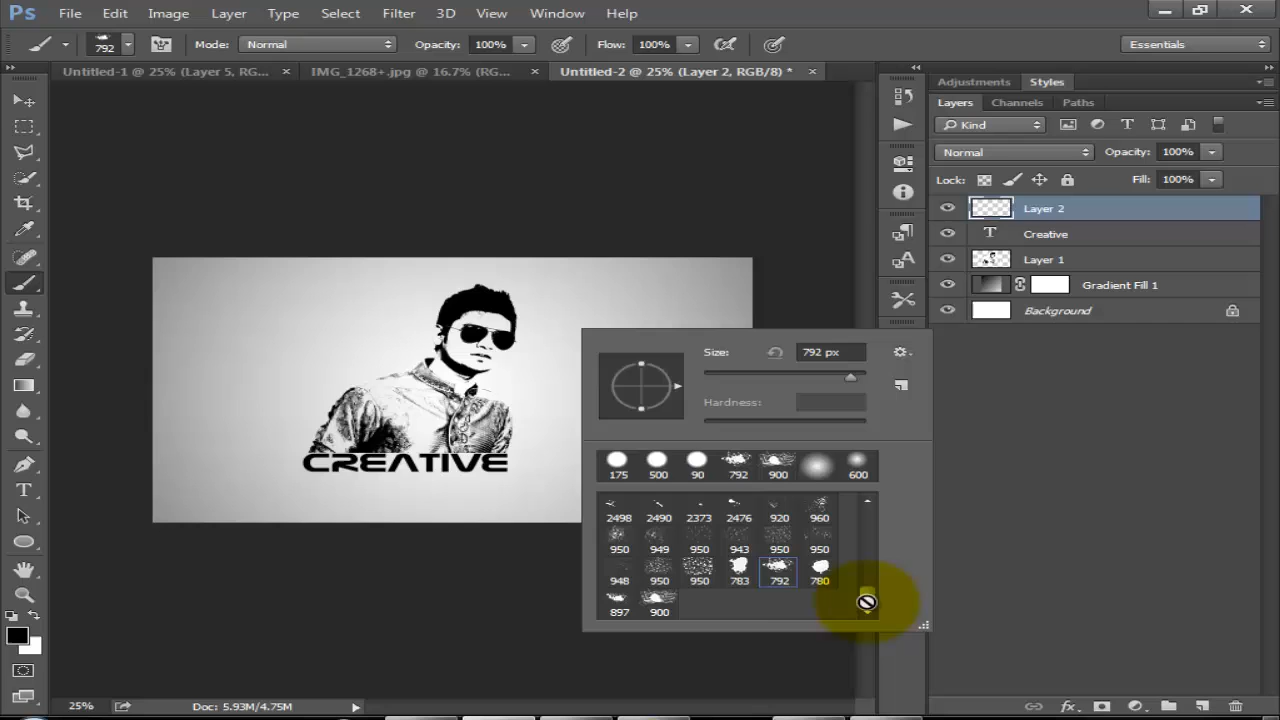 Ps File Edit Image Layer Type Select Filter 3D View Window Help
792 Mode: Normal Opacity: 100% Flow: 100% Essentials
Untitled-1 @ 25% (Layer 5, RG... × IMG_1268+.jpg @ 16.7% (RG... × Untitled-2 @ 25% (Layer 2, RGB/8) * ×
Adjustments Styles
Layers Channels Paths
Kind
Normal Opacity: 100%
Lock: Fill: 100%
Layer 2
T Creative
Layer 1
Gradient Fill 1
Background
CREATIVE
Size: 792 px
Hardness:
175 500 90 792 900 600
2498 2490 2373 2476 920 960
950 949 950 943 950 950
948 950 950 783 792 780
897 900
25% Doc: 5.93M/4.75M
fx